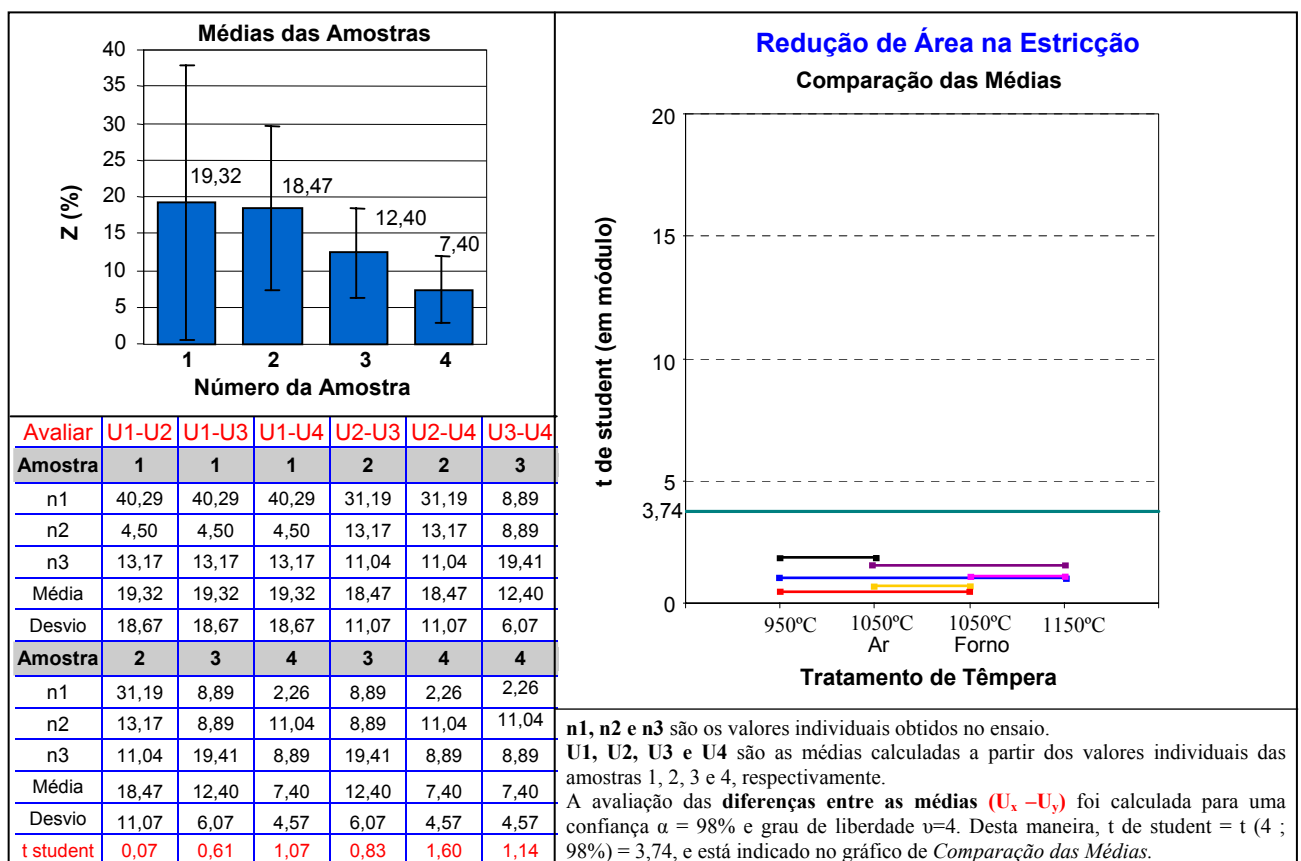 Médias das Amostras
40
35
30
25
20
15
10
5
0
Z (%)
19,32
18,47
12,40
7,40
1 2 3 4
Número da Amostra
Avaliar U1-U2 U1-U3 U1-U4 U2-U3 U2-U4 U3-U4
Amostra 1 1 1 2 2 3
n1 40,29 40,29 40,29 31,19 31,19 8,89
n2 4,50 4,50 4,50 13,17 13,17 8,89
n3 13,17 13,17 13,17 11,04 11,04 19,41
Média 19,32 19,32 19,32 18,47 18,47 12,40
Desvio 18,67 18,67 18,67 11,07 11,07 6,07
Amostra 2 3 4 3 4 4
n1 31,19 8,89 2,26 8,89 2,26 2,26
n2 13,17 8,89 11,04 8,89 11,04 11,04
n3 11,04 19,41 8,89 19,41 8,89 8,89
Média 18,47 12,40 7,40 12,40 7,40 7,40
Desvio 11,07 6,07 4,57 6,07 4,57 4,57
t student 0,07 0,61 1,07 0,83 1,60 1,14
Redução de Área na Estricção
Comparação das Médias
20
15
10
5
3,74
0
t de student (em módulo)
950ºC 1050ºC 1050ºC 1150ºC
Ar Forno
Tratamento de Têmpera
n1, n2 e n3 são os valores individuais obtidos no ensaio.
U1, U2, U3 e U4 são as médias calculadas a partir dos valores individuais das
amostras 1, 2, 3 e 4, respectivamente.
A avaliação das diferenças entre as médias (Ux –Uy) foi calculada para uma
confiança α = 98% e grau de liberdade υ=4. Desta maneira, t de student = t (4 ;
98%) = 3,74, e está indicado no gráfico de Comparação das Médias.